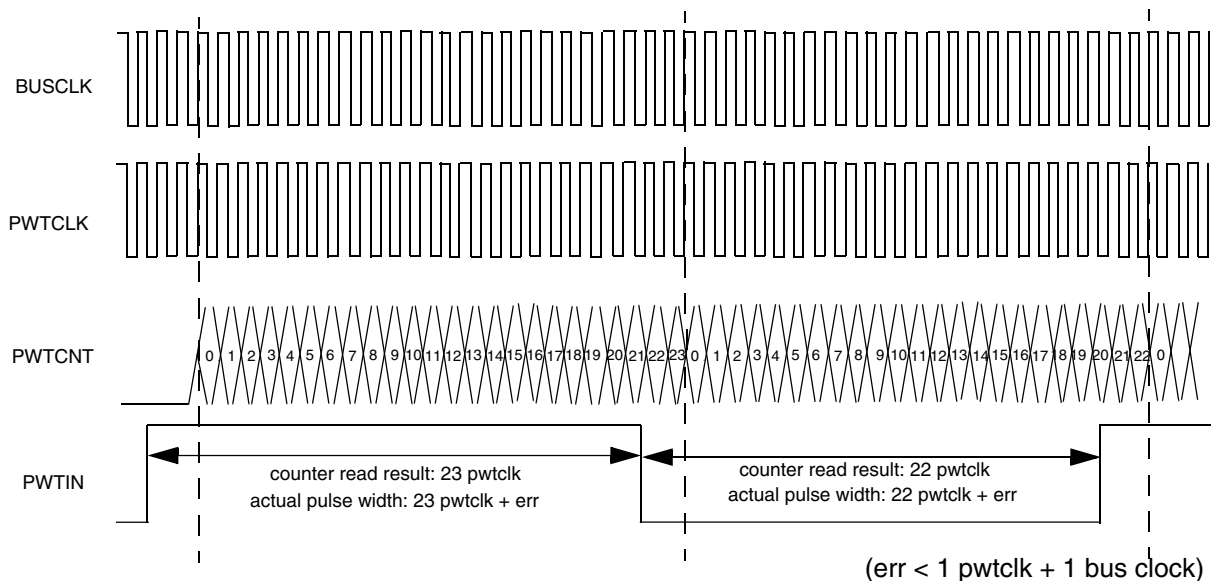 BUSCLK
PWTCLK
PWTCNT
0 1 2 3 4 5 6 7 8 9 10 11 12 13 14 15 16 17 18 19 20 21 22 23 0 1 2 3 4 5 6 7 8 9 10 11 12 13 14 15 16 17 18 19 20 21 22 0
PWTIN
counter read result: 23 pwtclk
actual pulse width: 23 pwtclk + err
counter read result: 22 pwtclk
actual pulse width: 22 pwtclk + err
(err < 1 pwtclk + 1 bus clock)